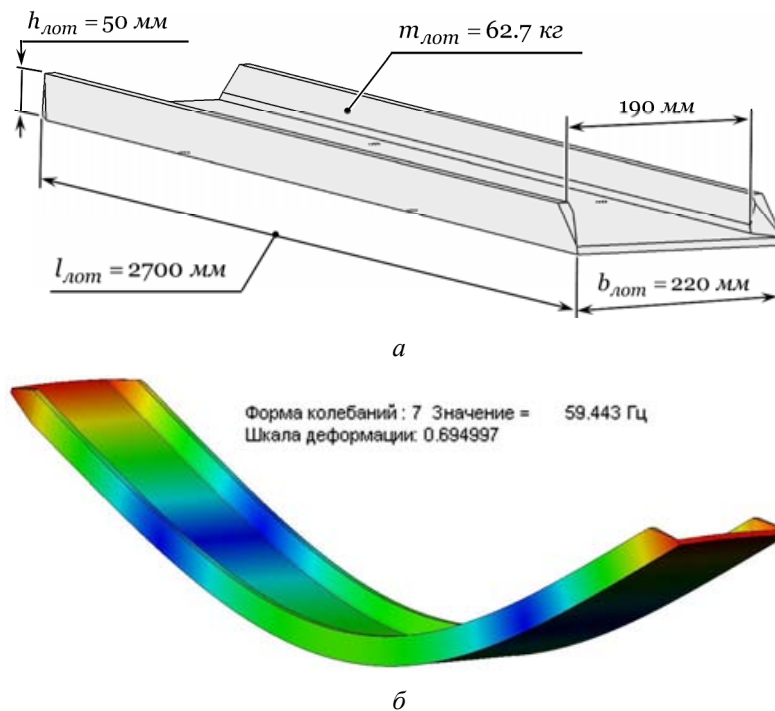 h_лот = 50 мм
m_лот = 62.7 кг
190 мм
l_лот = 2700 мм
b_лот = 220 мм
а
Форма колебаний : 7 Значение = 59.443 Гц
Шкала деформации: 0.694997
б